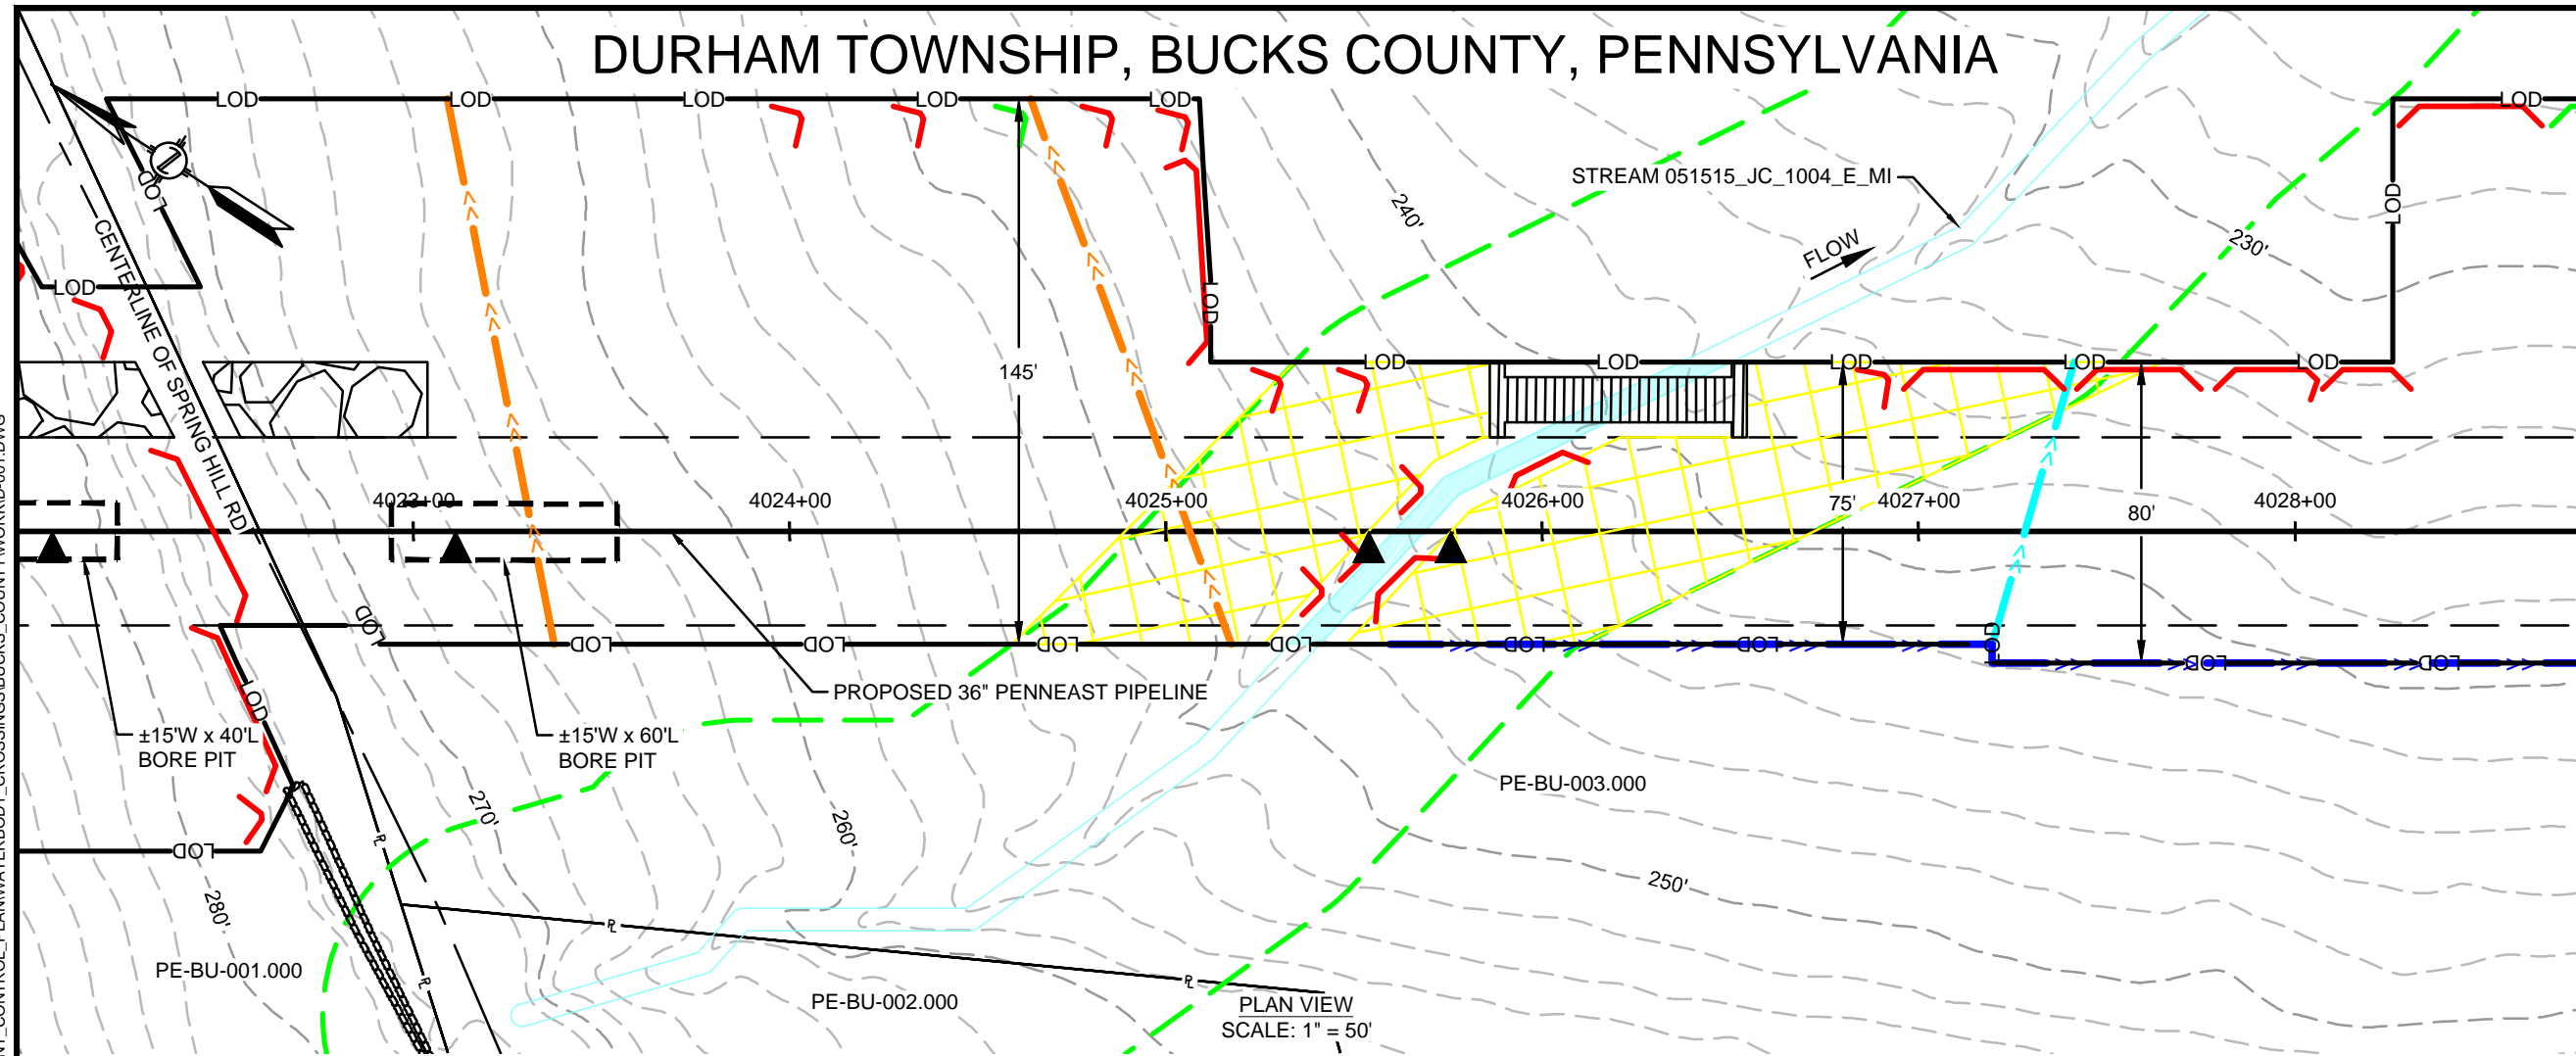 DURHAM TOWNSHIP, BUCKS COUNTY, PENNSYLVANIA
LOD
LOD
LOD
LOD
LOD
LOD
LOD
LOD
LOD
LOD
STREAM 051515_JC_1004_E_MI
240'
FLOW
230'
CENTERLINE OF SPRING HILL RD
145'
LOD
LOD
LOD
LOD
LOD
4023+00
4024+00
4025+00
4026+00
75'
4027+00
80'
4028+00
LOD
LOD
LOD
LOD
LOD
LOD
LOD
LOD
LOD
LOD
PROPOSED 36" PENNEAST PIPELINE
LOD
±15'W x 40'L
BORE PIT
±15'W x 60'L
BORE PIT
PE-BU-003.000
270'
260'
LOD
280'
250'
PE-BU-001.000
PE-BU-002.000
PLAN VIEW
SCALE: 1" = 50'